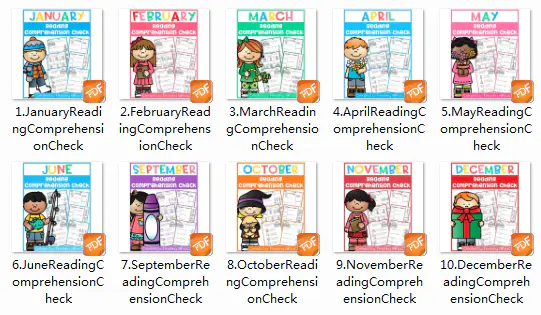 JANUARY
Reading
Comprehension Check
PDF
1.JanuaryReadi
ngComprehensi
onCheck
FEBRUARY
Reading
Comprehension Check
PDF
2.FebruaryRead
ingComprehens
ionCheck
MARCH
Reading
Comprehension Check
PDF
3.MarchReadin
gComprehensio
nCheck
APRIL
Reading
Comprehension Check
PDF
4.AprilReadingC
omprehensionC
heck
MAY
Reading
Comprehension Check
PDF
5.MayReadingC
omprehensionC
heck
JUNE
Reading
Comprehension Check
PDF
6.JuneReadingC
omprehensionC
heck
SEPTEMBER
Reading
Comprehension Check
PDF
7.SeptemberRe
adingCompreh
ensionCheck
OCTOBER
Reading
Comprehension Check
PDF
8.OctoberReadi
ngComprehensi
onCheck
NOVEMBER
Reading
Comprehension Check
PDF
9.NovemberRe
adingCompreh
ensionCheck
DECEMBER
Reading
Comprehension Check
PDF
10.DecemberRe
adingCompreh
ensionCheck